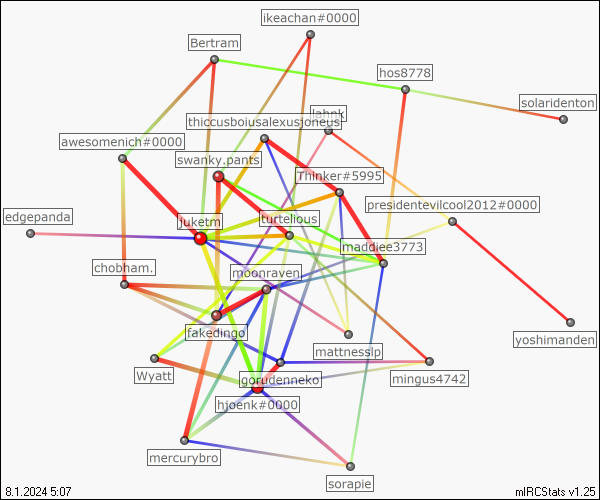 ikeachan#0000
Bertram
hos8778
solaridenton
lahnk
thiccusboiusalexusjoneus
awesomenich#0000
swanky.pants
Thinker#5995
presidentevilcool2012#0000
edgepanda
juketm
turtelious
maddiee3773
chobham.
moonraven
fakedingo
mattnesslp
yoshimanden
Wyatt
gorudenneko
mingus4742
hjoenk#0000
mercurybro
sorapie
8.1.2024 5:07
mIRCStats v1.25